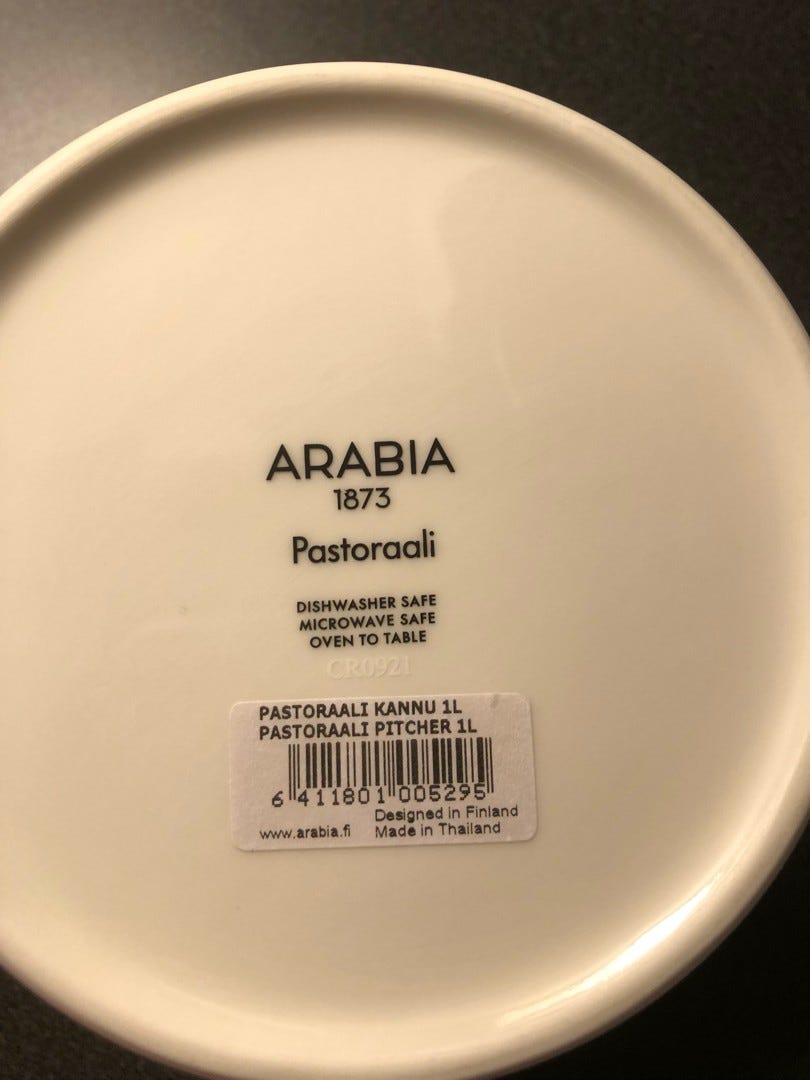 ARABIA
1873
Pastoraali
DISHWASHER SAFE
MICROWAVE SAFE
OVEN TO TABLE
CR0921
PASTORAALI KANNU 1L
PASTORAALI PITCHER 1L
6 411801 005295
Designed in Finland
www.arabia.fi Made in Thailand